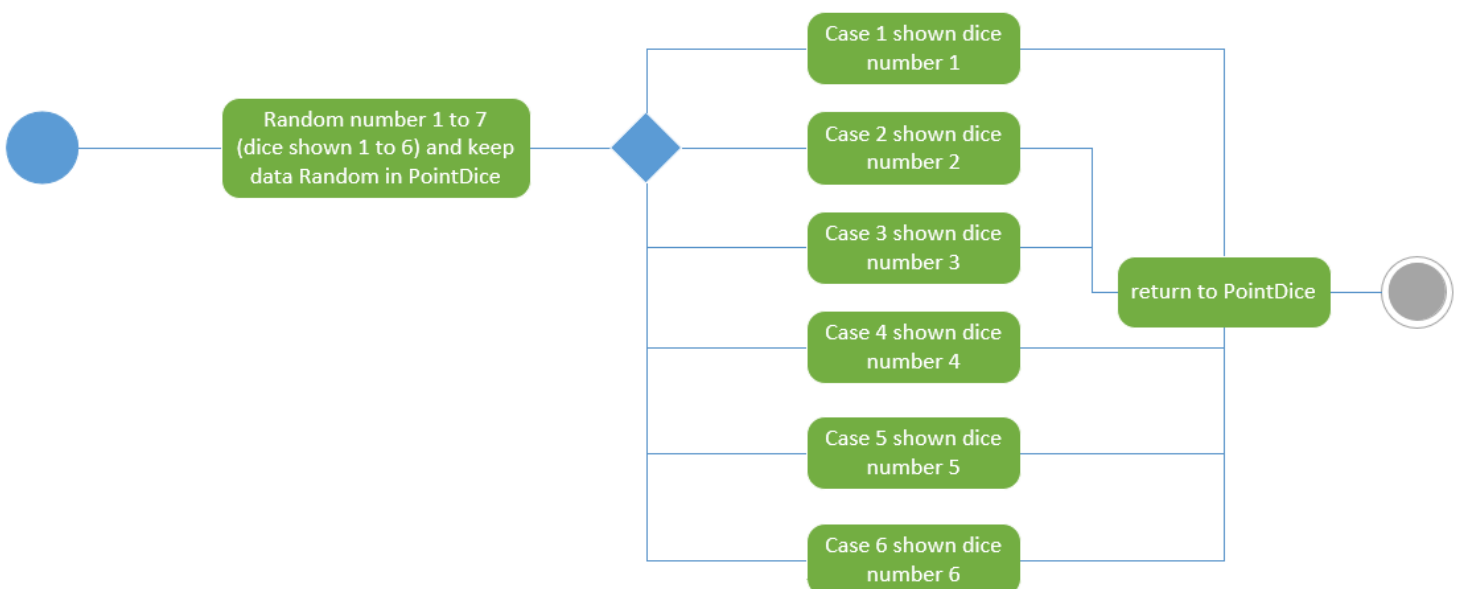 Random number 1 to 7
(dice shown 1 to 6) and keep
data Random in PointDice
Case 1 shown dice
number 1
Case 2 shown dice
number 2
Case 3 shown dice
number 3
Case 4 shown dice
number 4
Case 5 shown dice
number 5
Case 6 shown dice
number 6
return to PointDice